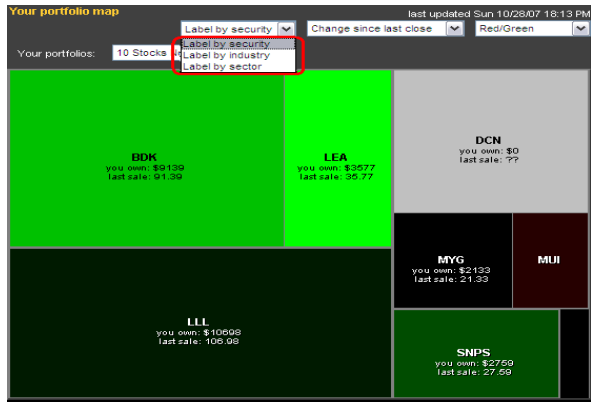 Your portfolio map
last updated Sun 10/28/07 18:13 PM
Label by security
Change since last close
Red/Green
Label by security
Label by industry
Label by sector
Your portfolios:
10 Stocks
BDK
you own: $9139
last sale: 91.39
LEA
you own: $3577
last sale: 35.77
DCN
you own: $0
last sale: ??
MYG
you own: $2133
last sale: 21.33
MUI
LLL
you own: $10698
last sale: 106.98
SNPS
you own: $2759
last sale: 27.59